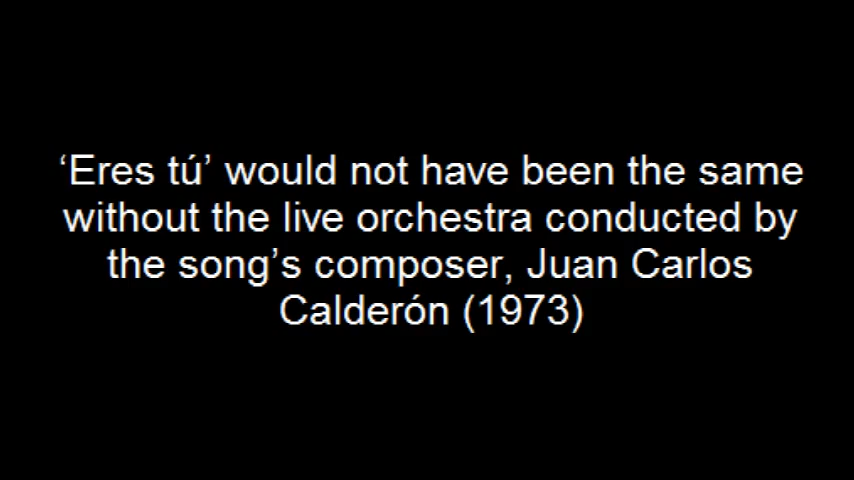 ‘Eres tú’ would not have been the same
without the live orchestra conducted by
the song’s composer, Juan Carlos
Calderón (1973)